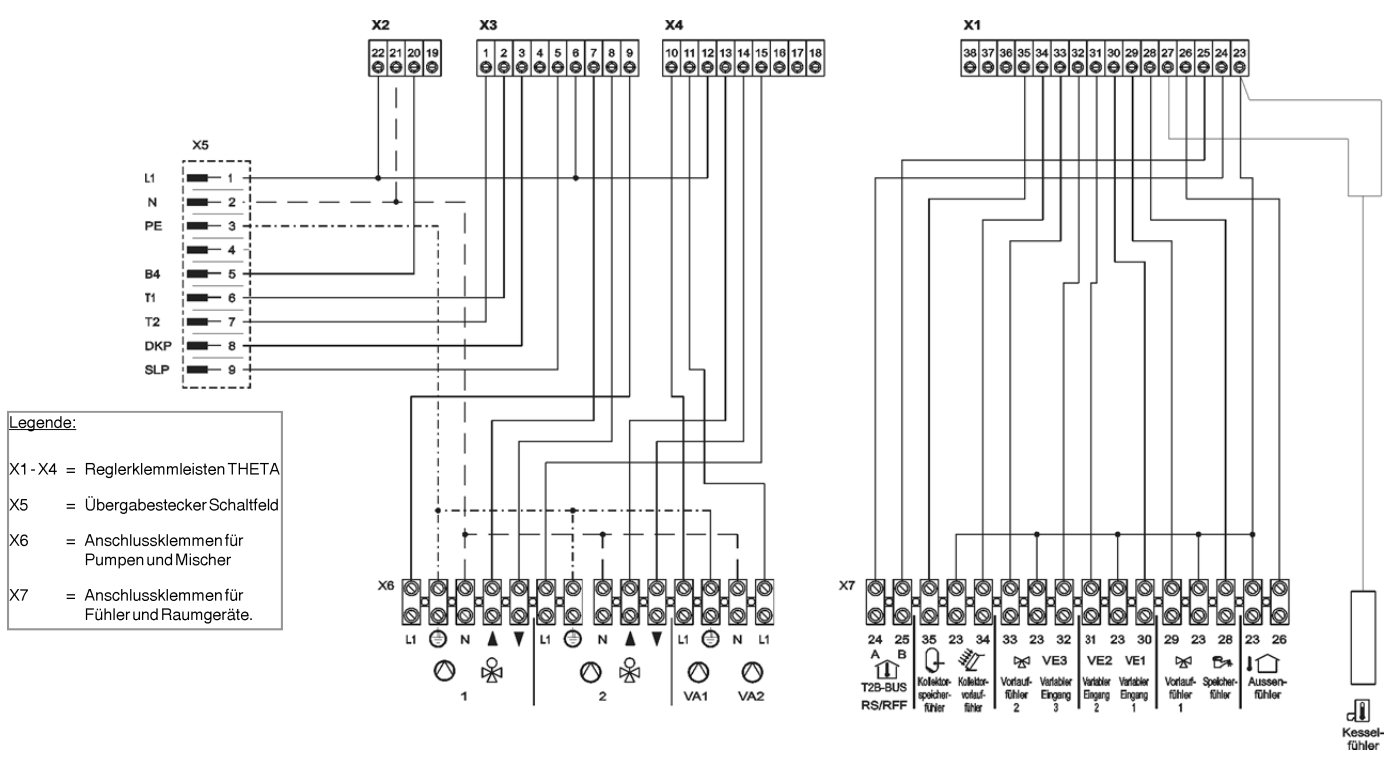 X2 X3 X4 X1
22 21 20 19 1 2 3 4 5 6 7 8 9 10 11 12 13 14 15 16 17 18 38 37 36 35 34 33 32 31 30 29 28 27 26 25 24 23
X5
L1 1
N 2
PE 3
4
B4 5
T1 6
T2 7
DKP 8
SLP 9
Legende:
X1 - X4 = Reglerklemmleisten THETA
X5 = Übergabestecker Schaltfeld
X6 = Anschlussklemmen für
Pumpen und Mischer
X7 = Anschlussklemmen für
Fühler und Raumgeräte.
X6
L1 N L1 N L1 N L1
1 2 VA1 VA2
X7
24 25 35 23 34 33 23 32 31 23 30 29 23 28 23 26
A B
VE3 VE2 VE1
T2B-BUS
RS/RFF
Kollektor-
speicher-
fühler
Kollektor-
vorlauf-
fühler
Vorlauf-
fühler
2
Variabler
Eingang
3
Variabler
Eingang
2
Variabler
Eingang
1
Vorlauf-
fühler
1
Speicher-
fühler
Aussen-
fühler
Kessel-
fühler